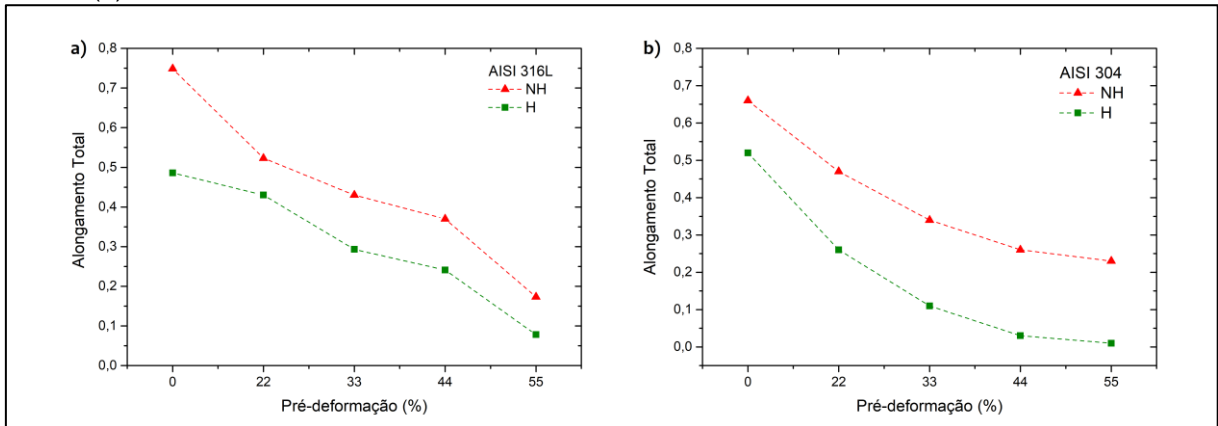 a)
AISI 316L
NH
H
Alongamento Total
0,8
0,7
0,6
0,5
0,4
0,3
0,2
0,1
0,0
0
22
33
44
55
Pré-deformação (%)
b)
AISI 304
NH
H
Alongamento Total
0,8
0,7
0,6
0,5
0,4
0,3
0,2
0,1
0,0
0
22
33
44
55
Pré-deformação (%)